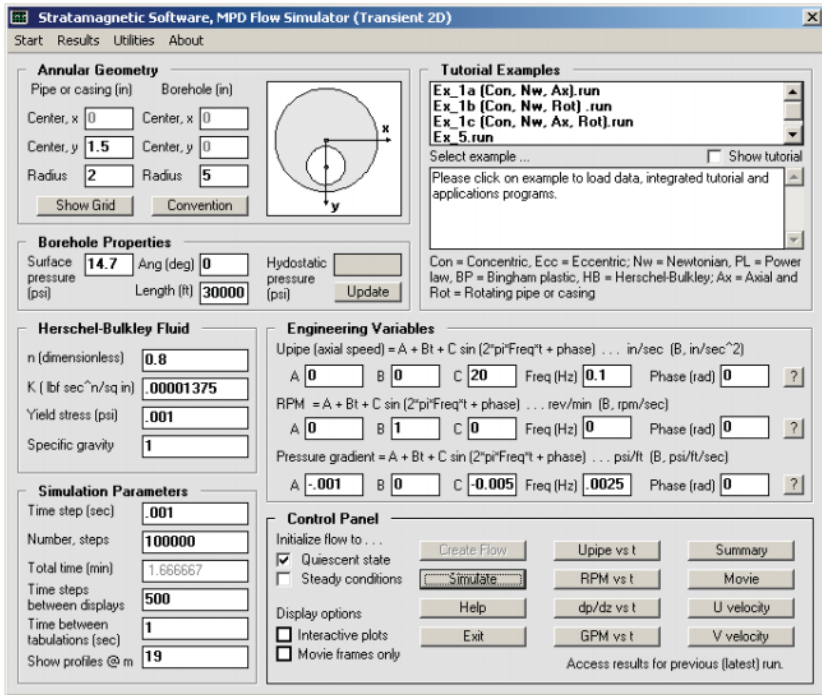 Stratamagnetic Software, MPD Flow Simulator (Transient 2D)
Start Results Utilities About
Annular Geometry
Pipe or casing (in) Borehole (in)
Center, x 0 Center, x 0
Center, y 1.5 Center, y 0
Radius 2 Radius 5
Show Grid Convention
x
y
Borehole Properties
Surface pressure (psi) 14.7 Ang (deg) 0
Length (ft) 30000
Hydostatic pressure (psi) Update
Tutorial Examples
Ex_1a (Con, Nw, Ax).run
Ex_1b (Con, Nw, Rot) .run
Ex_1c (Con, Nw, Ax, Rot).run
Ex_5.run
Select example ... Show tutorial
Please click on example to load data, integrated tutorial and
applications programs.
Con = Concentric, Ecc = Eccentric; Nw = Newtonian, PL = Power
law, BP = Bingham plastic, HB = Herschel-Bulkley; Ax = Axial and
Rot = Rotating pipe or casing
Herschel-Bulkley Fluid
n (dimensionless) 0.8
K ( lbf sec^n/sq in) .00001375
Yield stress (psi) .001
Specific gravity 1
Engineering Variables
Upipe (axial speed) = A + Bt + C sin (2*pi*Freq*t + phase) . . . in/sec (B, in/sec^2)
A 0 B 0 C 20 Freq (Hz) 0.1 Phase (rad) 0 ?
RPM = A + Bt + C sin (2*pi*Freq*t + phase) . . . rev/min (B, rpm/sec)
A 0 B 1 C 0 Freq (Hz) 0 Phase (rad) 0 ?
Pressure gradient = A + Bt + C sin (2*pi*Freq*t + phase) . . . psi/ft (B, psi/ft/sec)
A -.001 B 0 C -0.005 Freq (Hz) .0025 Phase (rad) 0 ?
Simulation Parameters
Time step (sec) .001
Number, steps 100000
Total time (min) 1.666667
Time steps
between displays 500
Time between
tabulations (sec) 1
Show profiles @ m 19
Control Panel
Initialize flow to . . .
Quiescent state
Steady conditions
Display options
Interactive plots
Movie frames only
Create Flow Upipe vs t Summary
Simulate RPM vs t Movie
Help dp/dz vs t U velocity
Exit GPM vs t V velocity
Access results for previous (latest) run.